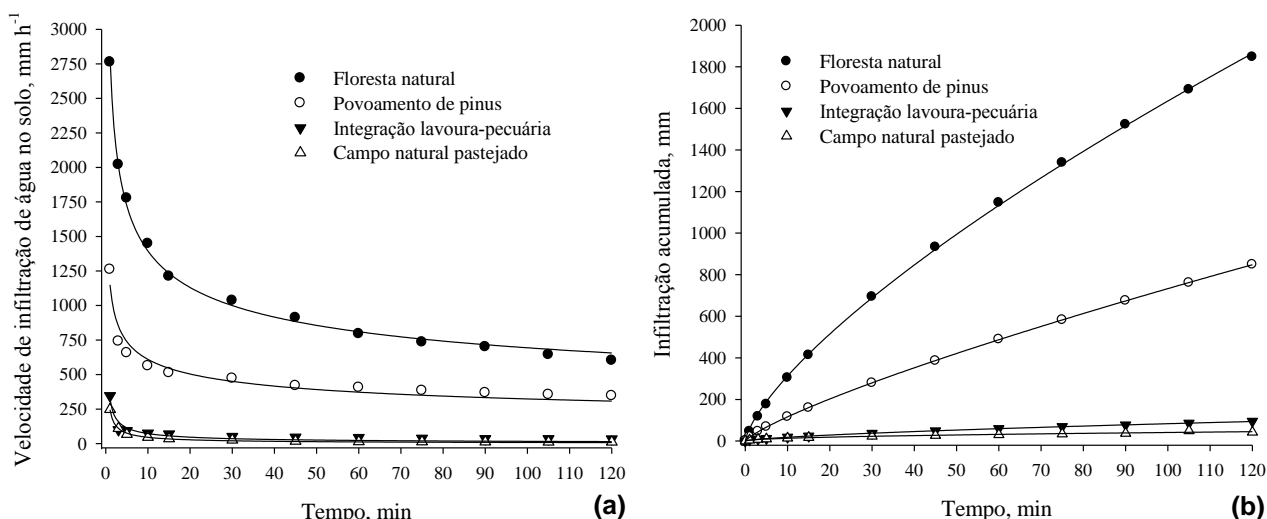 Velocidade de infiltração de água no solo, mm h⁻¹
3000
2750
2500
2250
2000
1750
1500
1250
1000
750
500
250
0
Floresta natural
Povoamento de pinus
Integração lavoura-pecuária
Campo natural pastejado
0 10 20 30 40 50 60 70 80 90 100 110 120
Tempo, min
(a)
Infiltração acumulada, mm
2000
1800
1600
1400
1200
1000
800
600
400
200
0
Floresta natural
Povoamento de pinus
Integração lavoura-pecuária
Campo natural pastejado
0 10 20 30 40 50 60 70 80 90 100 110 120
Tempo, min
(b)